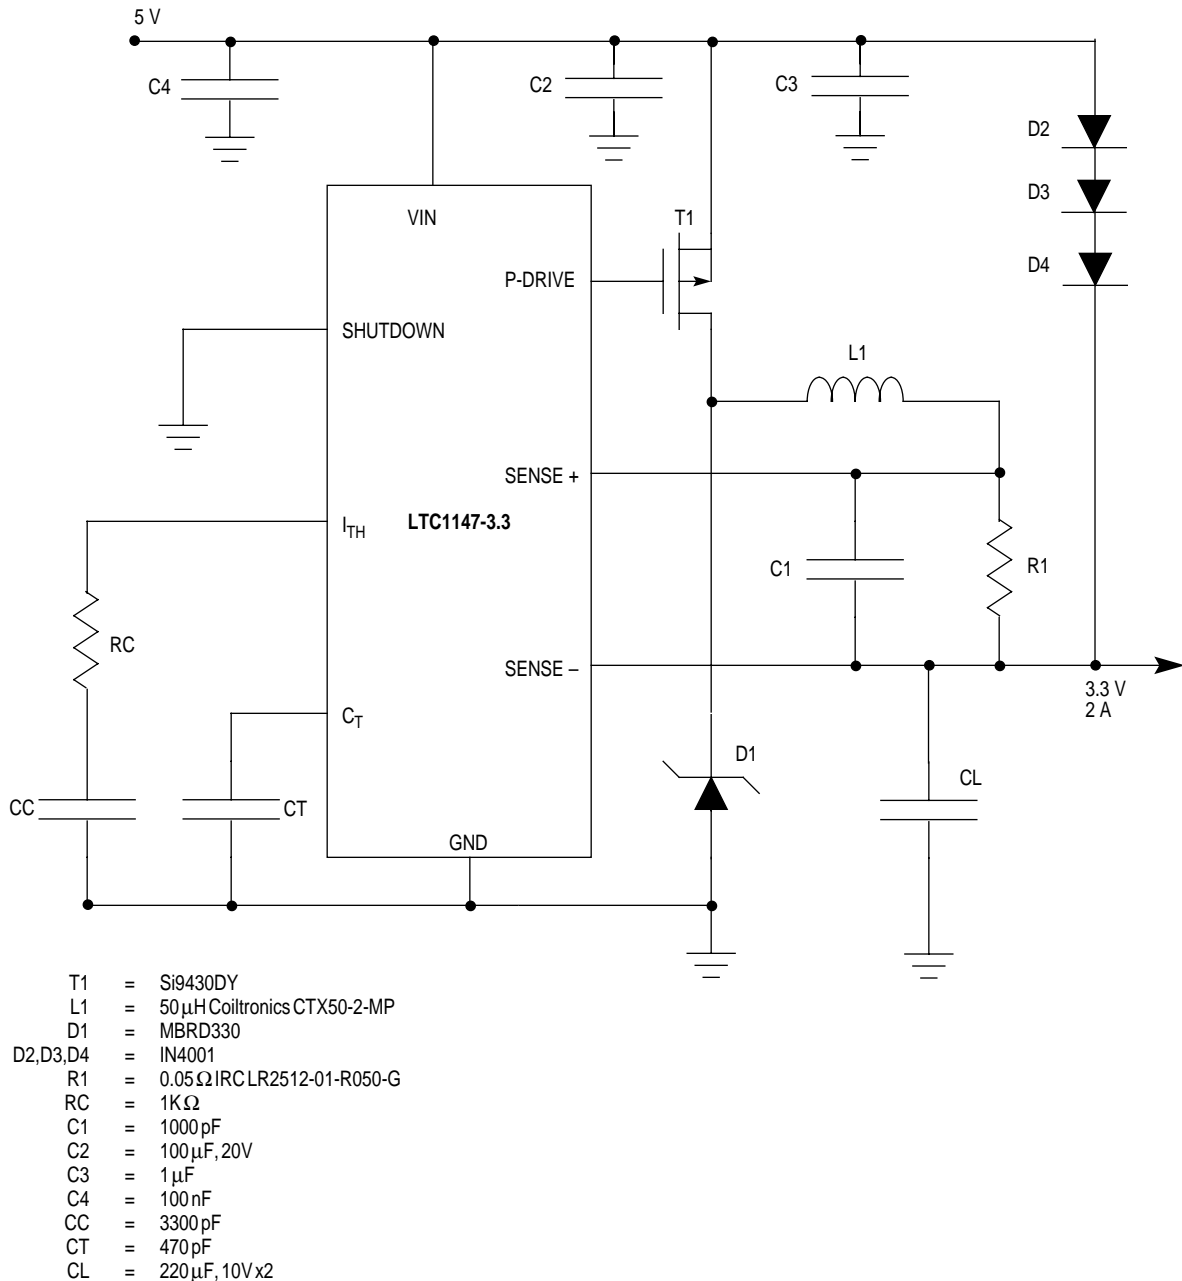 5 V
C4
C2
C3
D2
VIN
T1
D3
P-DRIVE
D4
SHUTDOWN
L1
SENSE +
ITH
LTC1147-3.3
C1
R1
RC
SENSE –
3.3 V
2 A
CT
D1
CL
CC
CT
GND
T1 = Si9430DY
L1 = 50 µH Coiltronics CTX50-2-MP
D1 = MBRD330
D2,D3,D4 = IN4001
R1 = 0.05 Ω IRC LR2512-01-R050-G
RC = 1K Ω
C1 = 1000 pF
C2 = 100 µF, 20V
C3 = 1 µF
C4 = 100 nF
CC = 3300 pF
CT = 470 pF
CL = 220 µF, 10V x2